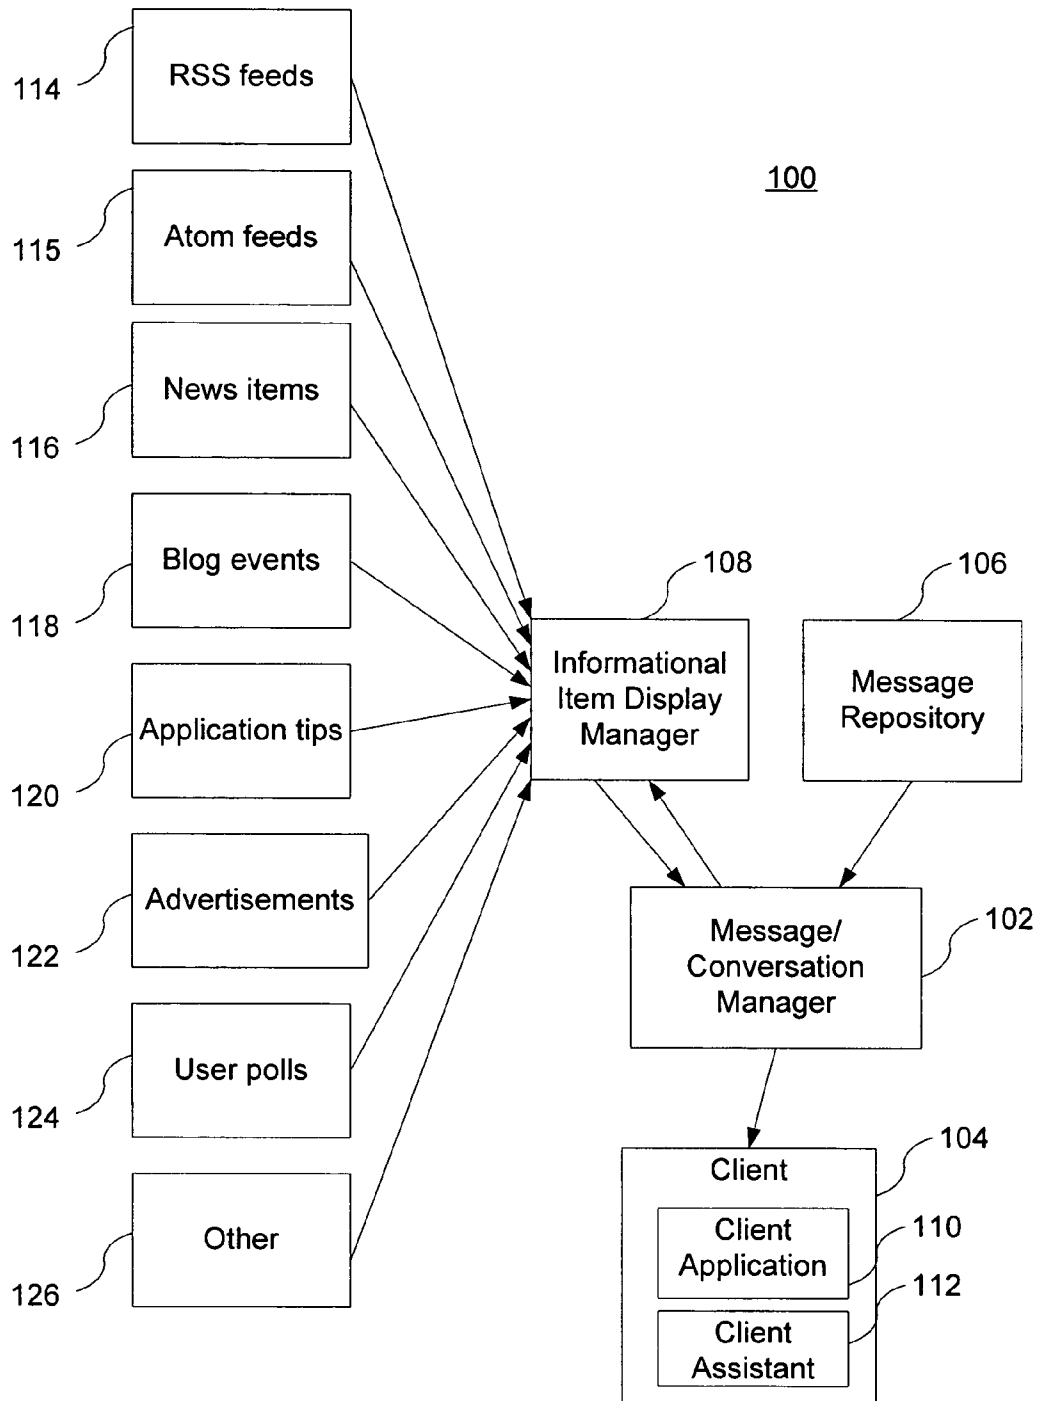 RSS feeds
114
100
Atom feeds
115
News items
116
Blog events
118
108
106
Informational
Item Display
Manager
Message
Repository
Application tips
120
Advertisements
122
Message/
Conversation
Manager
102
User polls
124
104
Client
Client
Application
110
Other
126
112
Client
Assistant